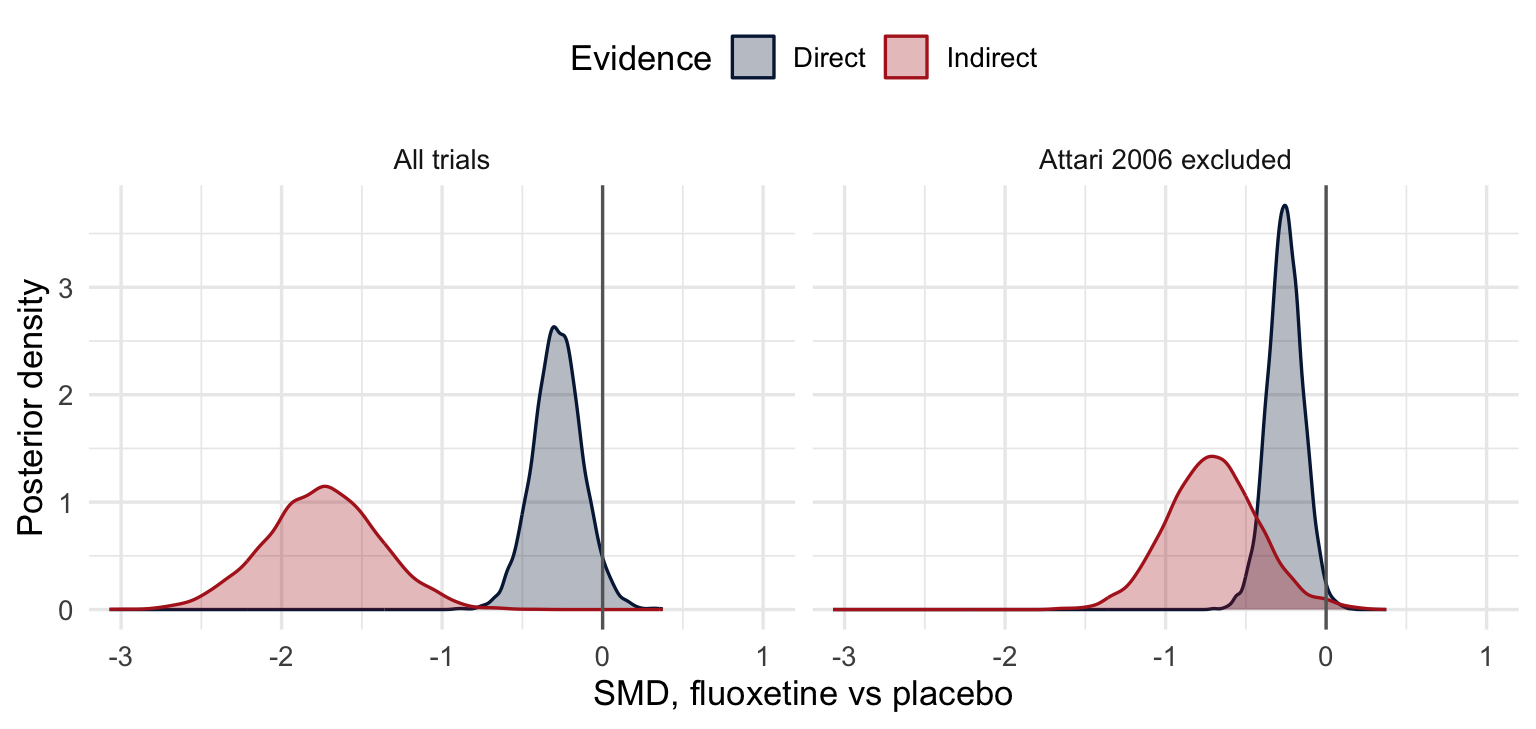 Evidence Direct Indirect
All trials Attari 2006 excluded
Posterior density
3
2
1
0
-3 -2 -1 0 1 -3 -2 -1 0 1
SMD, fluoxetine vs placebo